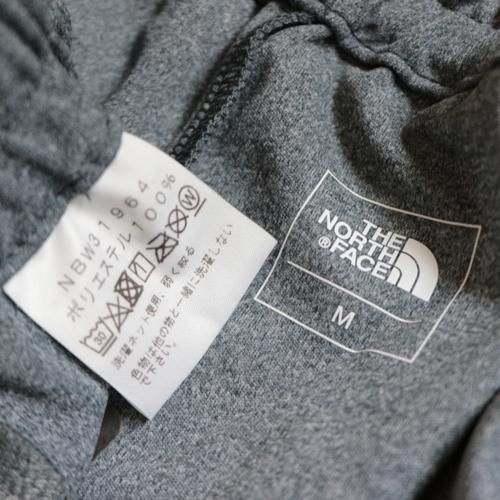 NBW31964
ポリエステル100%
30 W
洗濯ネット使用、弱く絞る
色物は他の物と一緒に洗濯しない
で下さい。
THE
NORTH
®FACE
M